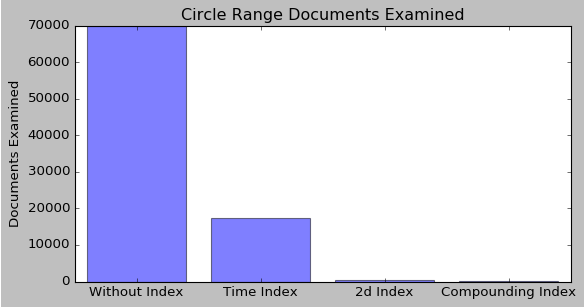 Circle Range Documents Examined
Documents Examined
70000
60000
50000
40000
30000
20000
10000
0
Without Index
Time Index
2d Index
Compounding Index